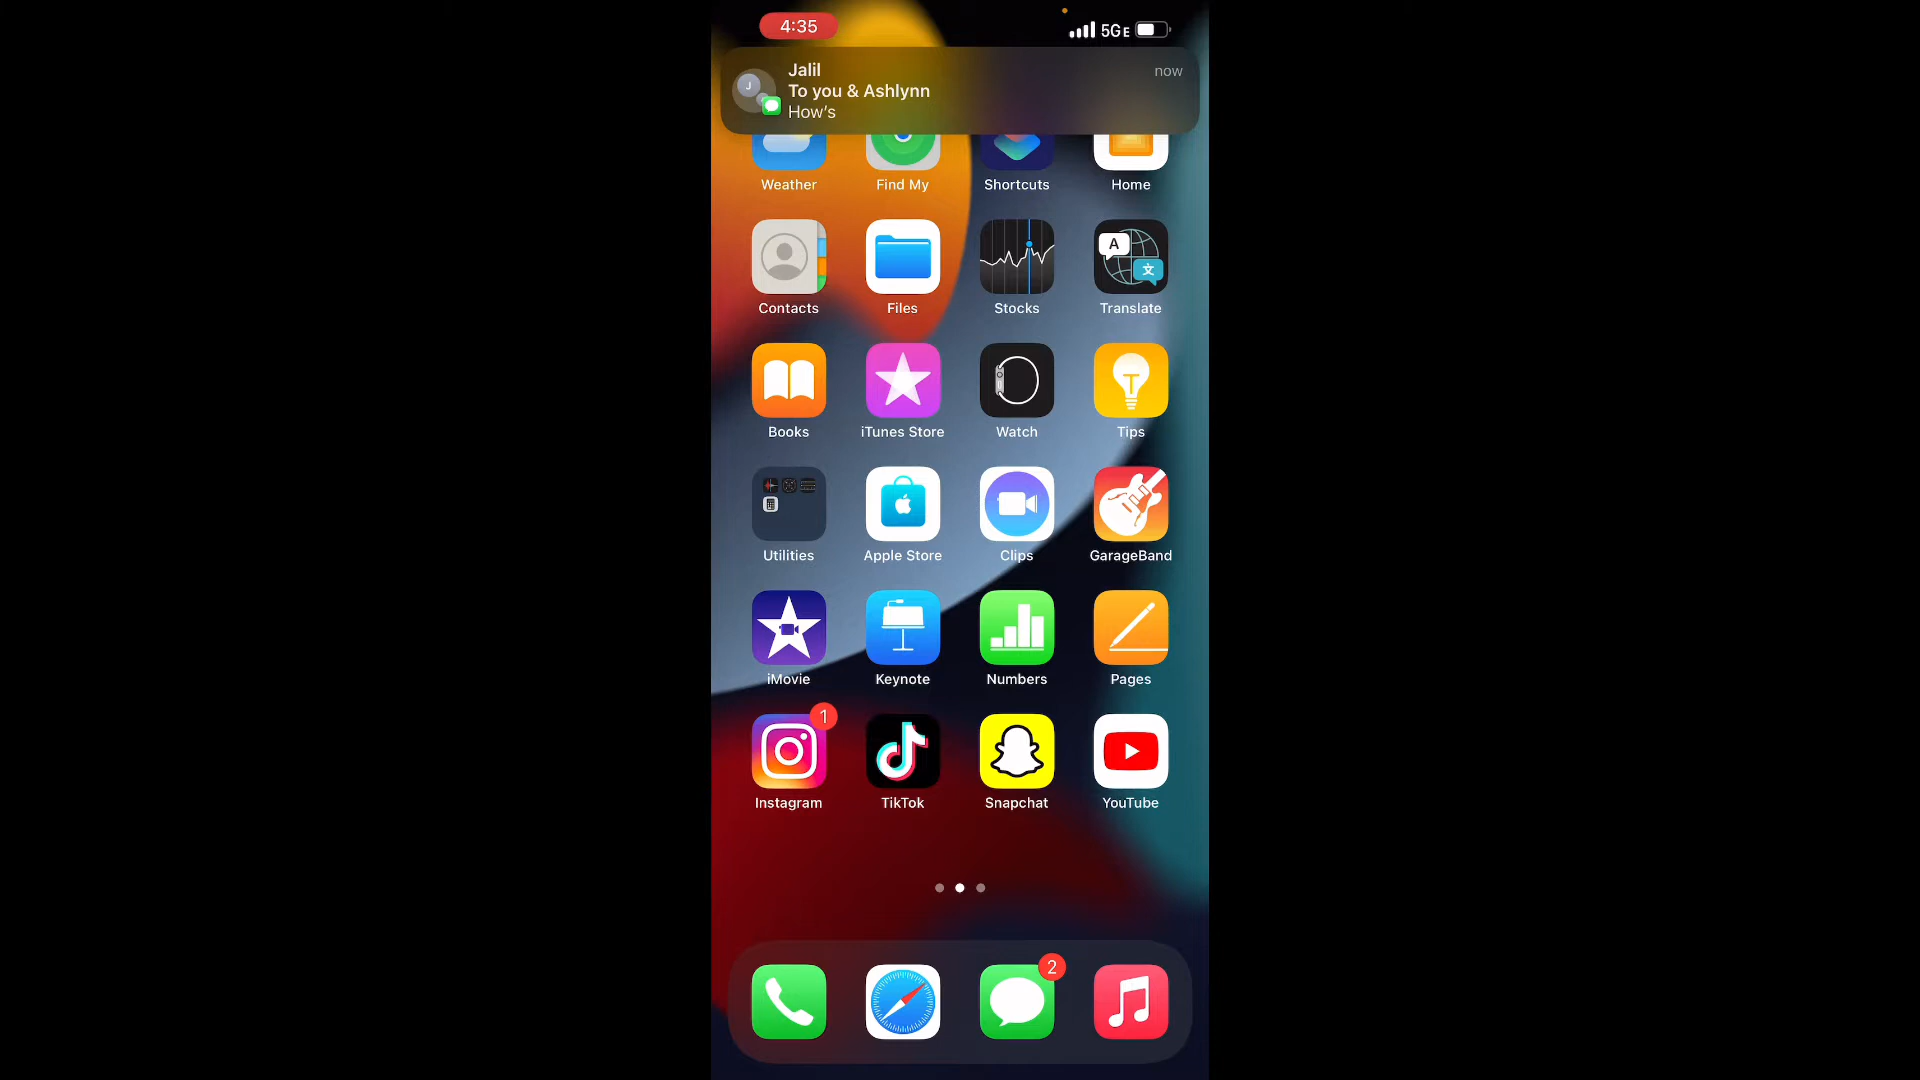 4:35
5GE
Jalil
now
J
To you & Ashlynn
How's
Weather
Find My
Shortcuts
Home
A
文
Contacts
Files
Stocks
Translate
Books
iTunes Store
Watch
Tips
Utilities
Apple Store
Clips
GarageBand
iMovie
Keynote
Numbers
Pages
1
Instagram
TikTok
Snapchat
YouTube
2